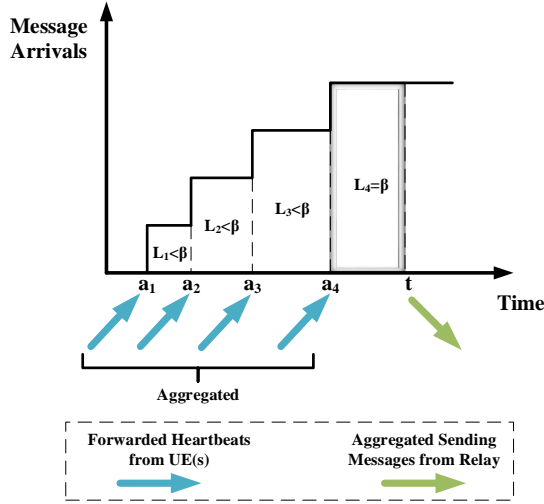 Message
Arrivals
L₁<β
L₂<β
L₃<β
L₄=β
a₁
a₂
a₃
a₄
t
Time
Aggregated
Forwarded Heartbeats
from UE(s)
Aggregated Sending
Messages from Relay